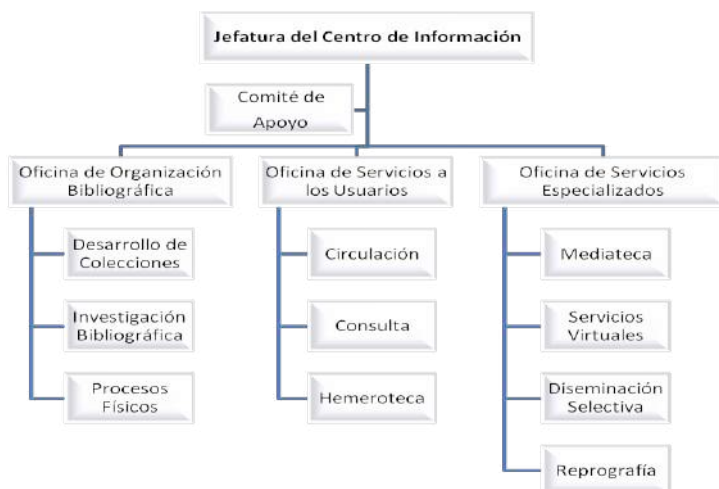 Jefatura del Centro de Información
Comité de
Apoyo
Oficina de Organización
Bibliográfica
Desarrollo de
Colecciones
Investigación
Bibliográfica
Procesos
Físicos
Oficina de Servicios a
los Usuarios
Circulación
Consulta
Hemeroteca
Oficina de Servicios
Especializados
Mediateca
Servicios
Virtuales
Diseminación
Selectiva
Reprografía